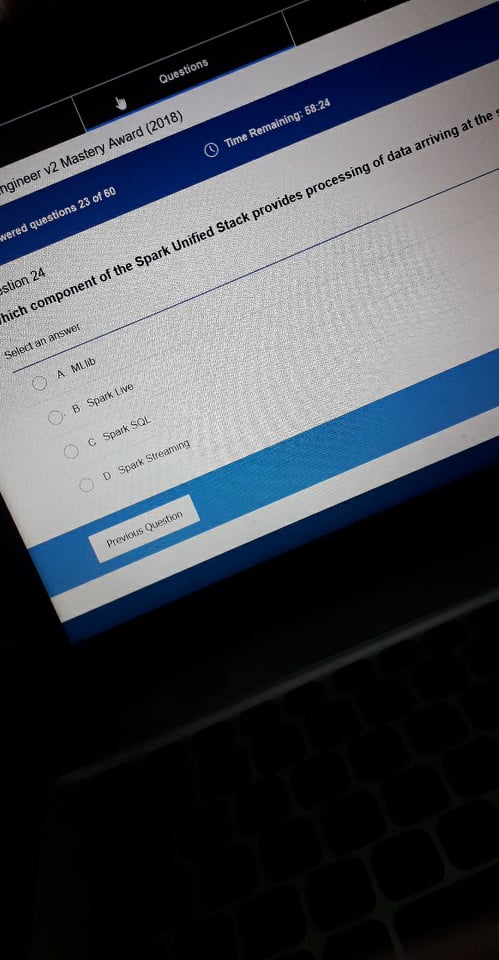 Questions
ngineer v2 Mastery Award (2018)
wered questions 23 of 60
Time Remaining: 58:24
estion 24
hich component of the Spark Unified Stack provides processing of data arriving at the s
Select an answer
A MLlib
B Spark Live
C Spark SQL
D Spark Streaming
Previous Question